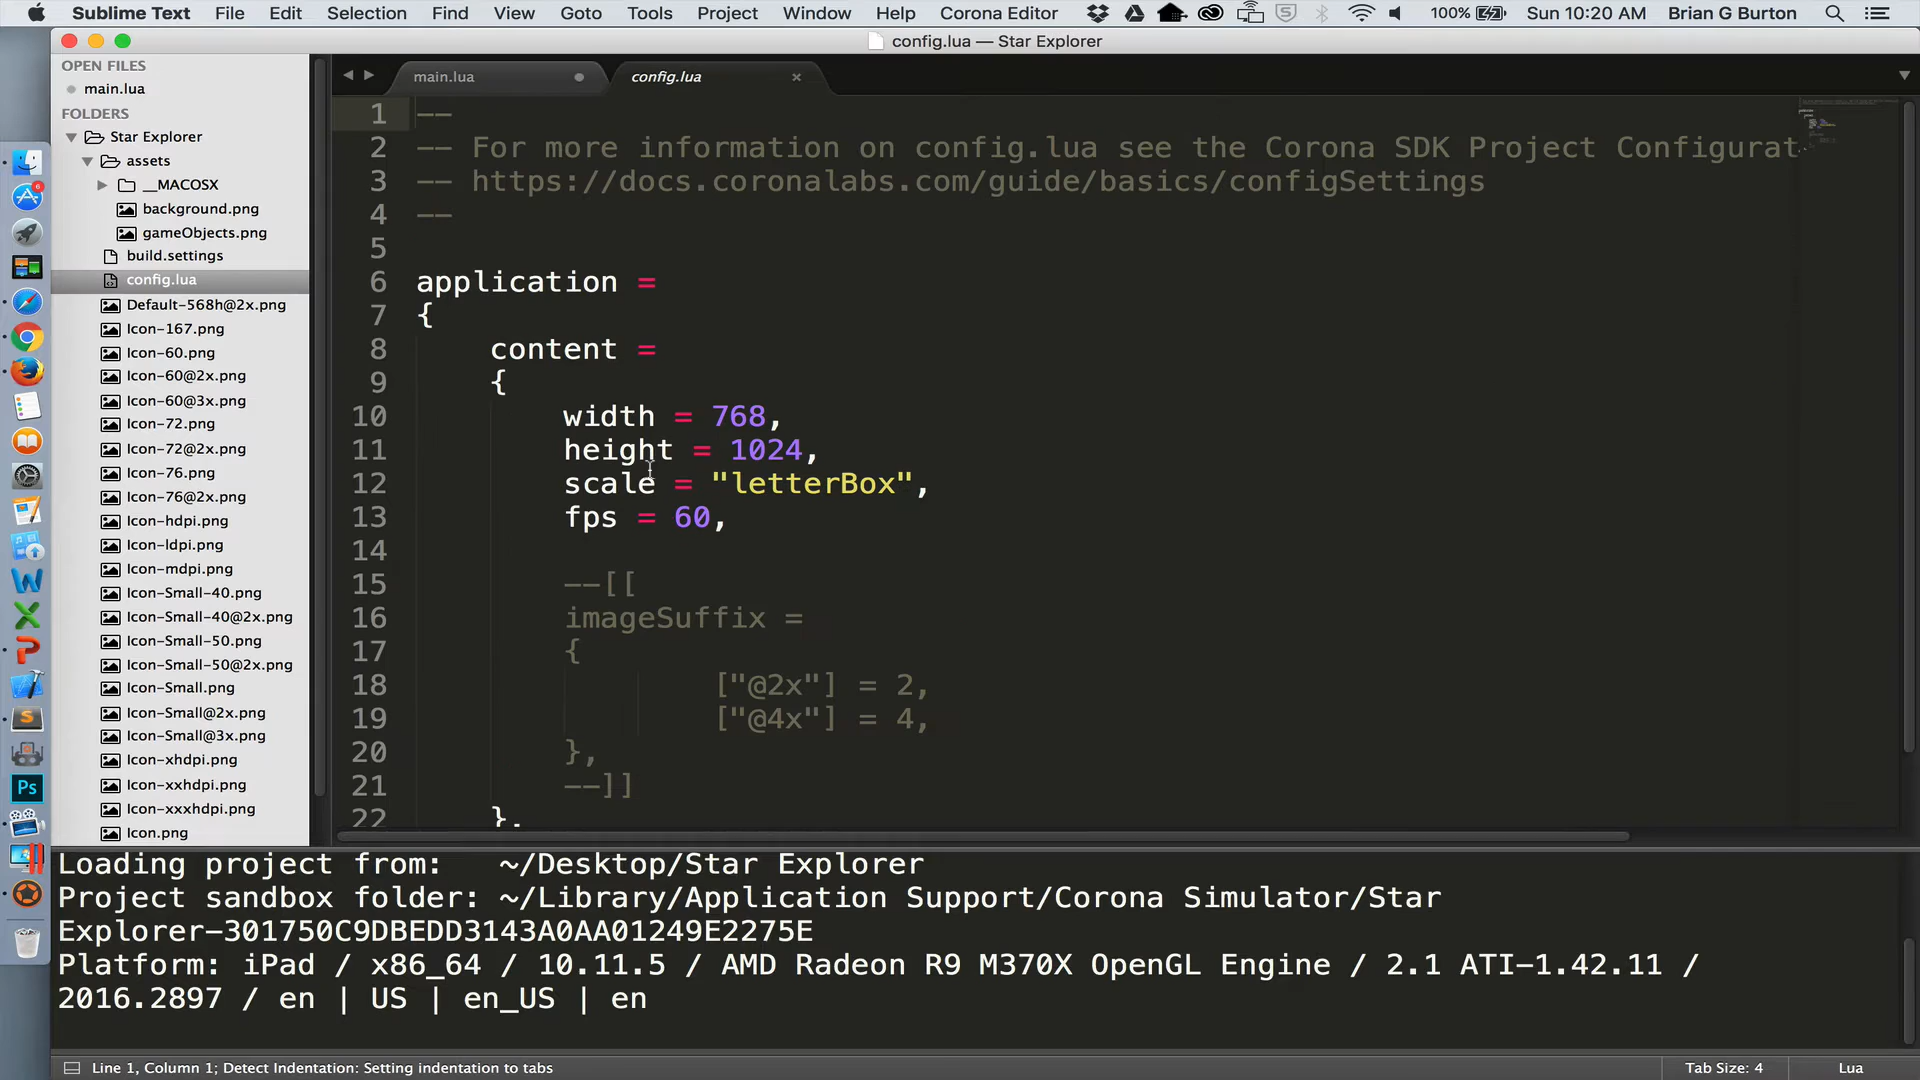 Sublime Text File Edit Selection Find View Goto Tools Project Window Help Corona Editor 100% Sun 10:20 AM Brian G Burton
config.lua — Star Explorer
OPEN FILES
main.lua
FOLDERS
Star Explorer
assets
__MACOSX
background.png
gameObjects.png
build.settings
config.lua
Default-568h@2x.png
Icon-167.png
Icon-60.png
Icon-60@2x.png
Icon-60@3x.png
Icon-72.png
Icon-72@2x.png
Icon-76.png
Icon-76@2x.png
Icon-hdpi.png
Icon-ldpi.png
Icon-mdpi.png
Icon-Small-40.png
Icon-Small-40@2x.png
Icon-Small-50.png
Icon-Small-50@2x.png
Icon-Small.png
Icon-Small@2x.png
Icon-Small@3x.png
Icon-xhdpi.png
Icon-xxhdpi.png
Icon-xxxhdpi.png
Icon.png
main.lua config.lua
1 --
2 -- For more information on config.lua see the Corona SDK Project Configurat
3 -- https://docs.coronalabs.com/guide/basics/configSettings
4 --
5
6 application =
7 {
8 content =
9 {
10 width = 768,
11 height = 1024,
12 scale = "letterBox",
13 fps = 60,
14
15 --[[
16 imageSuffix =
17 {
18 ["@2x"] = 2,
19 ["@4x"] = 4,
20 },
21 --]]
22 },
Loading project from: ~/Desktop/Star Explorer
Project sandbox folder: ~/Library/Application Support/Corona Simulator/Star
Explorer-301750C9DBEDD3143A0AA01249E2275E
Platform: iPad / x86_64 / 10.11.5 / AMD Radeon R9 M370X OpenGL Engine / 2.1 ATI-1.42.11 /
2016.2897 / en | US | en_US | en
Line 1, Column 1; Detect Indentation: Setting indentation to tabs Tab Size: 4 Lua